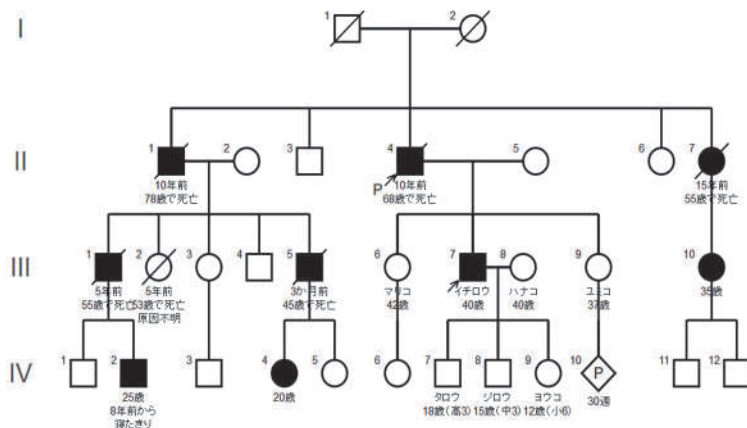 I
1
2
II
1
2
3
4
5
6
7
P
10年前
78歳で死亡
10年前
68歳で死亡
15年前
55歳で死亡
III
1
2
3
4
5
6
7
8
9
10
5年前
55歳で死亡
5年前
53歳で死亡
原因不明
3か月前
45歳で死亡
マリコ
42歳
イチロウ
40歳
ハナコ
40歳
ユミコ
37歳
35歳
IV
1
2
3
4
5
6
7
8
9
10
P
11
12
25歳
8年前から
寝たきり
20歳
タロウ
18歳(高3)
ジロウ
15歳(中3)
ヨウコ
12歳(小6)
30週